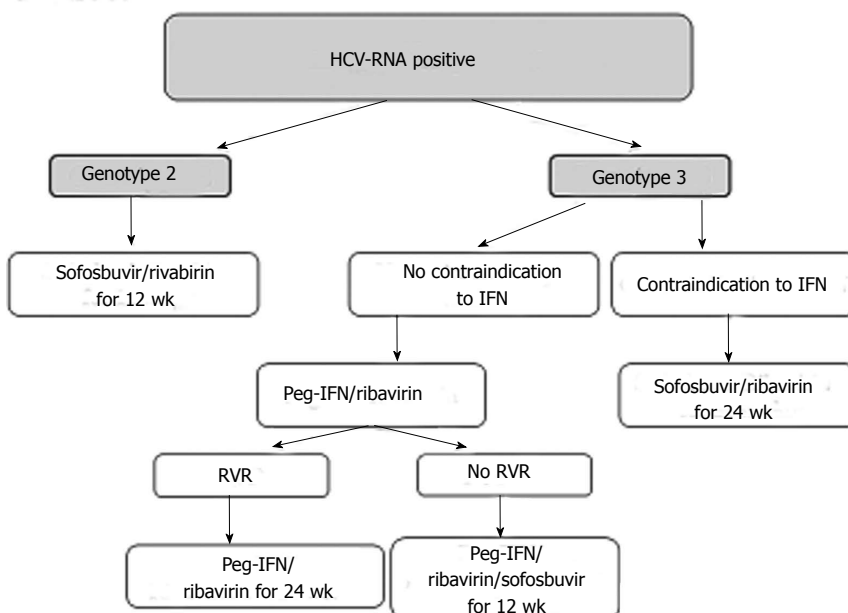 HCV-RNA positive
Genotype 2
Genotype 3
Sofosbuvir/rivabirin
for 12 wk
No contraindication
to IFN
Contraindication to IFN
Peg-IFN/ribavirin
Sofosbuvir/ribavirin
for 24 wk
RVR
No RVR
Peg-IFN/
ribavirin for 24 wk
Peg-IFN/
ribavirin/sofosbuvir
for 12 wk